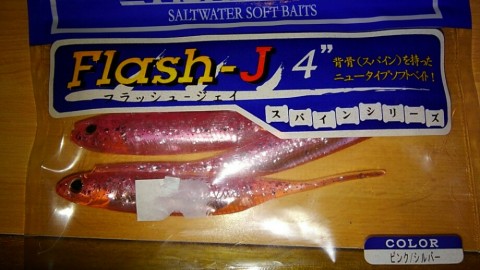 SALTWATER SOFT BAITS
Flash-J 4"
フラッシュ-ジェイ
背骨(スパイン)を持った
ニュータイプソフトベイト!
スパインシリーズ
COLOR
ピンク/シルバー